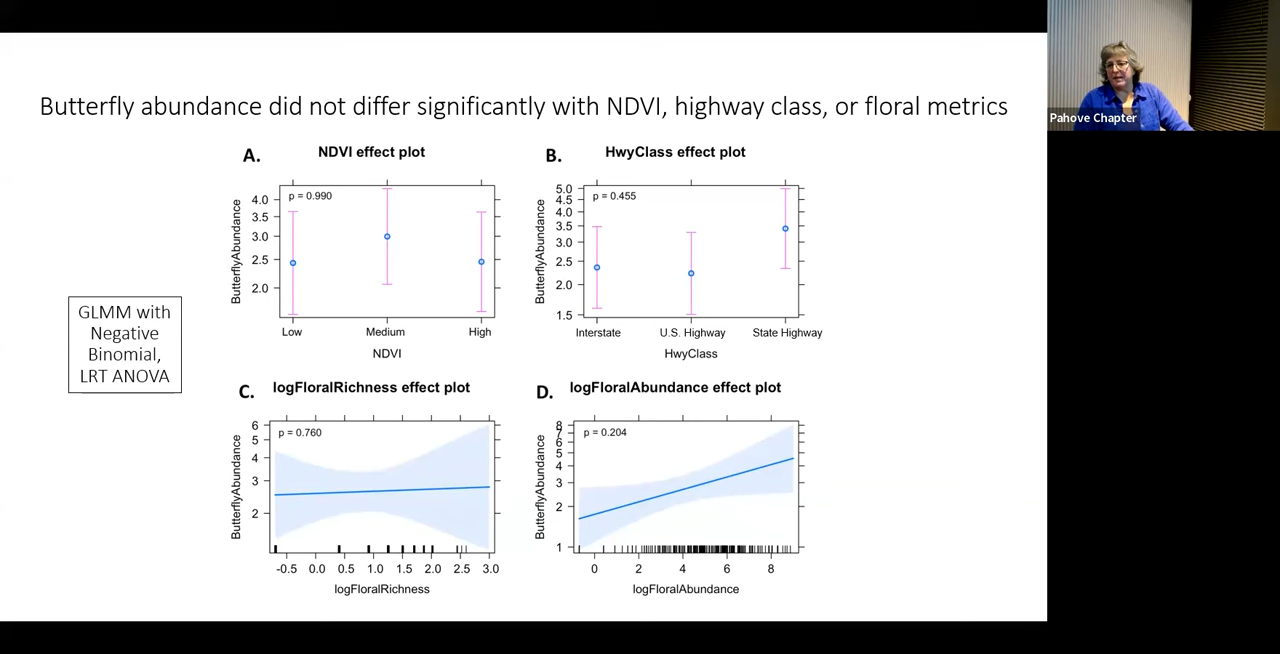 Butterfly abundance did not differ significantly with NDVI, highway class, or floral metrics
Pahove Chapter
GLMM with
Negative
Binomial,
LRT ANOVA
A.
NDVI effect plot
p = 0.990
ButterflyAbundance
4.0
3.5
3.0
2.5
2.0
Low Medium High
NDVI
B.
HwyClass effect plot
p = 0.455
ButterflyAbundance
5.0
4.5
4.0
3.5
3.0
2.5
2.0
1.5
Interstate U.S. Highway State Highway
HwyClass
C.
logFloralRichness effect plot
p = 0.760
ButterflyAbundance
6
5
4
3
2
-0.5 0.0 0.5 1.0 1.5 2.0 2.5 3.0
logFloralRichness
D.
logFloralAbundance effect plot
p = 0.204
ButterflyAbundance
8
7
6
5
4
3
2
1
0 2 4 6 8
logFloralAbundance